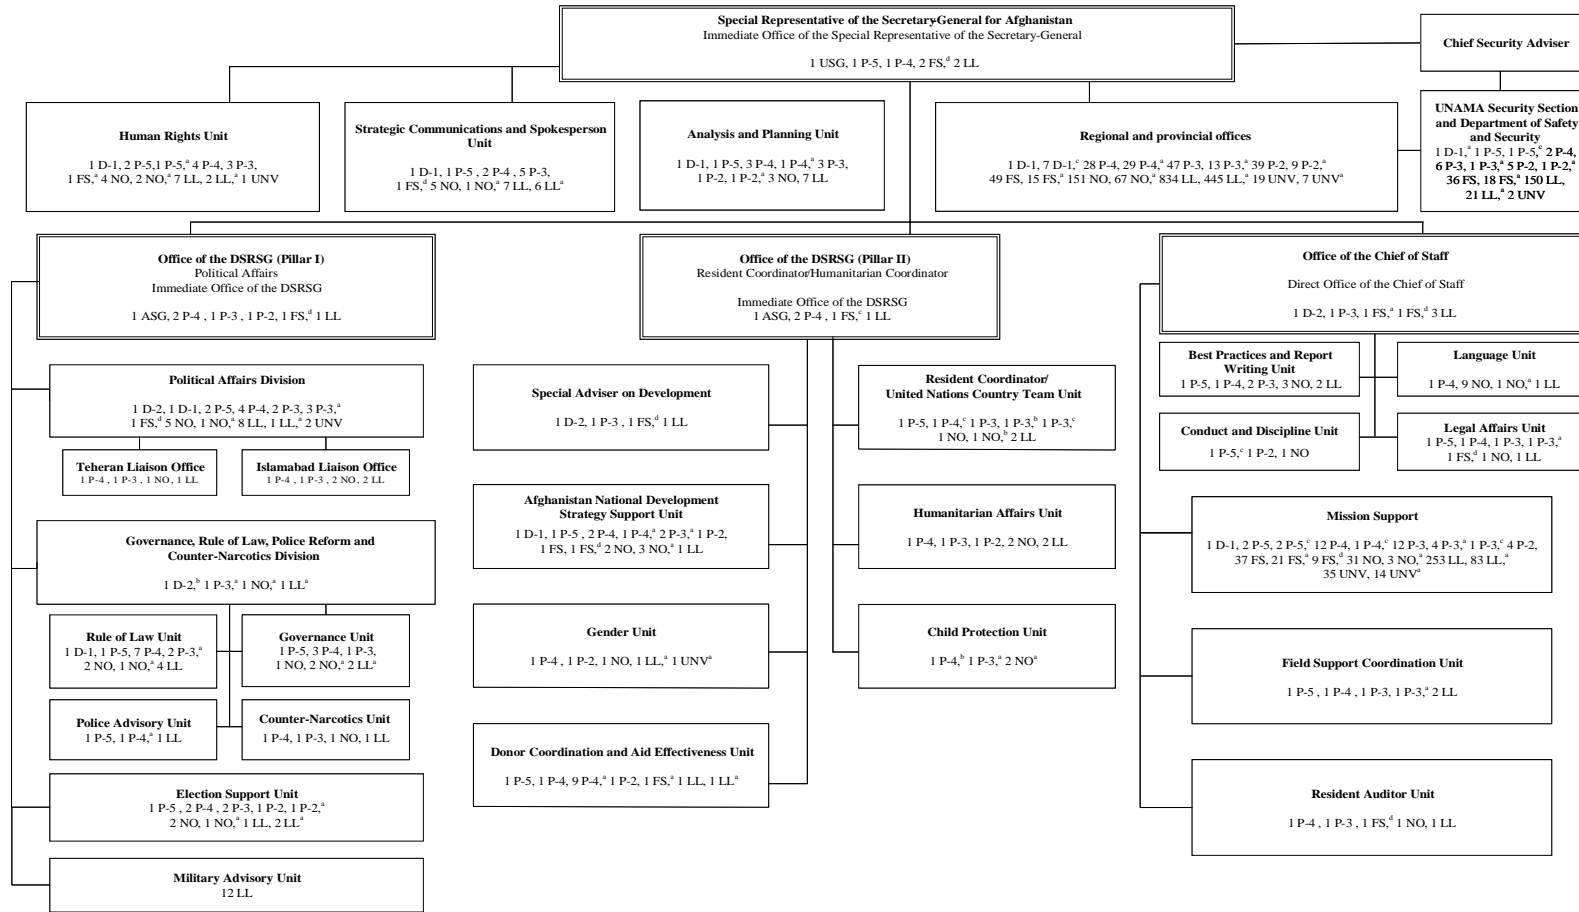 Special Representative of the Secretary-General for Afghanistan
Immediate Office of the Special Representative of the Secretary-General
1 USG, 1 P-5, 1 P-4, 2 FS,d 2 LL
Chief Security Adviser
Human Rights Unit
1 D-1, 2 P-5,1 P-5,a 4 P-4, 3 P-3,
1 FS,a 4 NO, 2 NO,a 7 LL, 2 LL,a 1 UNV
Strategic Communications and Spokesperson
Unit
1 D-1, 1 P-5 , 2 P-4 , 5 P-3,
1 FS,d 5 NO, 1 NO,a 7 LL, 6 LLa
Analysis and Planning Unit
1 D-1, 1 P-5, 3 P-4, 1 P-4,a 3 P-3,
1 P-2, 1 P-2,a 3 NO, 7 LL
Regional and provincial offices
1 D-1, 7 D-1,c 28 P-4, 29 P-4,a 47 P-3, 13 P-3,a 39 P-2, 9 P-2,a
49 FS, 15 FS,a 151 NO, 67 NO,a 834 LL, 445 LL,a 19 UNV, 7 UNVa
UNAMA Security Section
and Department of Safety
and Security
1 D-1,a 1 P-5, 1 P-5,c 2 P-4,
6 P-3, 1 P-3,a 5 P-2, 1 P-2,a
36 FS, 18 FS,a 150 LL,
21 LL,a 2 UNV
Office of the DSRSG (Pillar I)
Political Affairs
Immediate Office of the DSRSG
1 ASG, 2 P-4 , 1 P-3 , 1 P-2, 1 FS,d 1 LL
Office of the DSRSG (Pillar II)
Resident Coordinator/Humanitarian Coordinator
Immediate Office of the DSRSG
1 ASG, 2 P-4 , 1 FS,c 1 LL
Office of the Chief of Staff
Direct Office of the Chief of Staff
1 D-2, 1 P-3, 1 FS,a 1 FS,d 3 LL
Political Affairs Division
1 D-2, 1 D-1, 2 P-5, 4 P-4, 2 P-3, 3 P-3,a
1 FS,d 5 NO, 1 NO,a 8 LL, 1 LL,a 2 UNV
Teheran Liaison Office
1 P-4 , 1 P-3 , 1 NO, 1 LL
Islamabad Liaison Office
1 P-4 , 1 P-3 , 2 NO, 2 LL
Governance, Rule of Law, Police Reform and
Counter-Narcotics Division
1 D-2,b 1 P-3,a 1 NO,a 1 LLa
Rule of Law Unit
1 D-1, 1 P-5, 7 P-4, 2 P-3,a
2 NO, 1 NO,a 4 LL
Governance Unit
1 P-5, 3 P-4, 1 P-3,
1 NO, 2 NO,a 2 LLa
Police Advisory Unit
1 P-5, 1 P-4,a 1 LL
Counter-Narcotics Unit
1 P-4, 1 P-3, 1 NO, 1 LL
Election Support Unit
1 P-5 , 2 P-4 , 2 P-3, 1 P-2, 1 P-2,a
2 NO, 1 NO,a 1 LL, 2 LLa
Military Advisory Unit
12 LL
Special Adviser on Development
1 D-2, 1 P-3 , 1 FS,d 1 LL
Resident Coordinator/
United Nations Country Team Unit
1 P-5, 1 P-4,c 1 P-3, 1 P-3,b 1 P-3,c
1 NO, 1 NO,b 2 LL
Afghanistan National Development
Strategy Support Unit
1 D-1, 1 P-5 , 2 P-4, 1 P-4,a 2 P-3,a 1 P-2,
1 FS, 1 FS,d 2 NO, 3 NO,a 1 LL
Humanitarian Affairs Unit
1 P-4, 1 P-3, 1 P-2, 2 NO, 2 LL
Gender Unit
1 P-4 , 1 P-2, 1 NO, 1 LL,a 1 UNVa
Child Protection Unit
1 P-4,b 1 P-3,a 2 NOa
Donor Coordination and Aid Effectiveness Unit
1 P-5, 1 P-4, 9 P-4,a 1 P-2, 1 FS,a 1 LL, 1 LLa
Best Practices and Report
Writing Unit
1 P-5, 1 P-4, 2 P-3, 3 NO, 2 LL
Language Unit
1 P-4, 9 NO, 1 NO,a 1 LL
Conduct and Discipline Unit
1 P-5,c 1 P-2, 1 NO
Legal Affairs Unit
1 P-5, 1 P-4, 1 P-3, 1 P-3,a
1 FS,d 1 NO, 1 LL
Mission Support
1 D-1, 2 P-5, 2 P-5,c 12 P-4, 1 P-4,c 12 P-3, 4 P-3,a 1 P-3,c 4 P-2,
37 FS, 21 FS,a 9 FS,d 31 NO, 3 NO,a 253 LL, 83 LL,a
35 UNV, 14 UNVa
Field Support Coordination Unit
1 P-5 , 1 P-4 , 1 P-3, 1 P-3,a 2 LL
Resident Auditor Unit
1 P-4 , 1 P-3 , 1 FS,d 1 NO, 1 LL